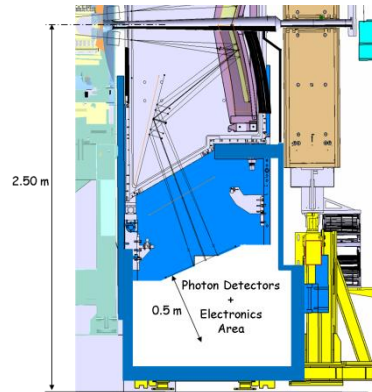 2.50 m
Photon Detectors
+
0.5 m
Electronics
Area